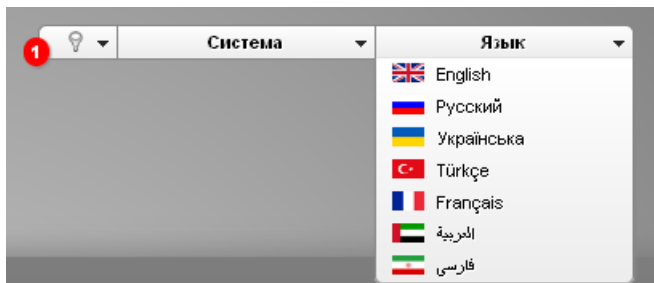 1
Система
Язык
English
Русский
Українська
Türkçe
Français
العربية
فارسی